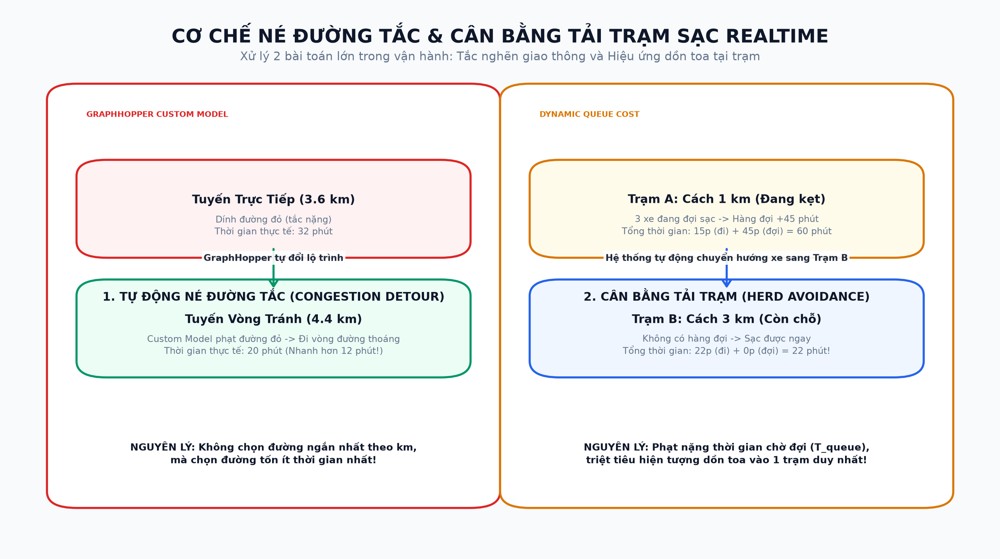 CƠ CHẾ NÉ ĐƯỜNG TẮC & CÂN BẰNG TẢI TRẠM SẠC REALTIME
Xử lý 2 bài toán lớn trong vận hành: Tắc nghẽn giao thông và Hiệu ứng dồn toa tại trạm
GRAPHHOPPER CUSTOM MODEL
Tuyến Trực Tiếp (3.6 km)
Dính đường đỏ (tắc nặng)
Thời gian thực tế: 32 phút
GraphHopper tự đổi lộ trình
1. TỰ ĐỘNG NÉ ĐƯỜNG TẮC (CONGESTION DETOUR)
Tuyến Vòng Tránh (4.4 km)
Custom Model phạt đường đỏ -> Đi vòng đường thoáng
Thời gian thực tế: 20 phút (Nhanh hơn 12 phút!)
NGUYÊN LÝ: Không chọn đường ngắn nhất theo km,
mà chọn đường tốn ít thời gian nhất!
DYNAMIC QUEUE COST
Trạm A: Cách 1 km (Đang kẹt)
3 xe đang đợi sạc -> Hàng đợi +45 phút
Tổng thời gian: 15p (đi) + 45p (đợi) = 60 phút
Hệ thống tự động chuyển hướng xe sang Trạm B
2. CÂN BẰNG TẢI TRẠM (HERD AVOIDANCE)
Trạm B: Cách 3 km (Còn chỗ)
Không có hàng đợi -> Sạc được ngay
Tổng thời gian: 22p (đi) + 0p (đợi) = 22 phút!
NGUYÊN LÝ: Phạt nặng thời gian chờ đợi (T_queue),
triệt tiêu hiện tượng dồn toa vào 1 trạm duy nhất!